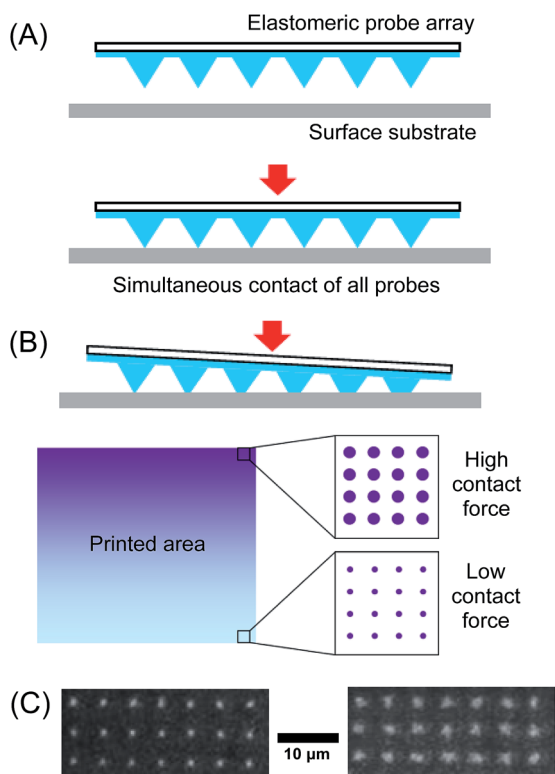 (A)
Elastomeric probe array
Surface substrate
Simultaneous contact of all probes
(B)
Printed area
High
contact
force
Low
contact
force
(C)
10 µm